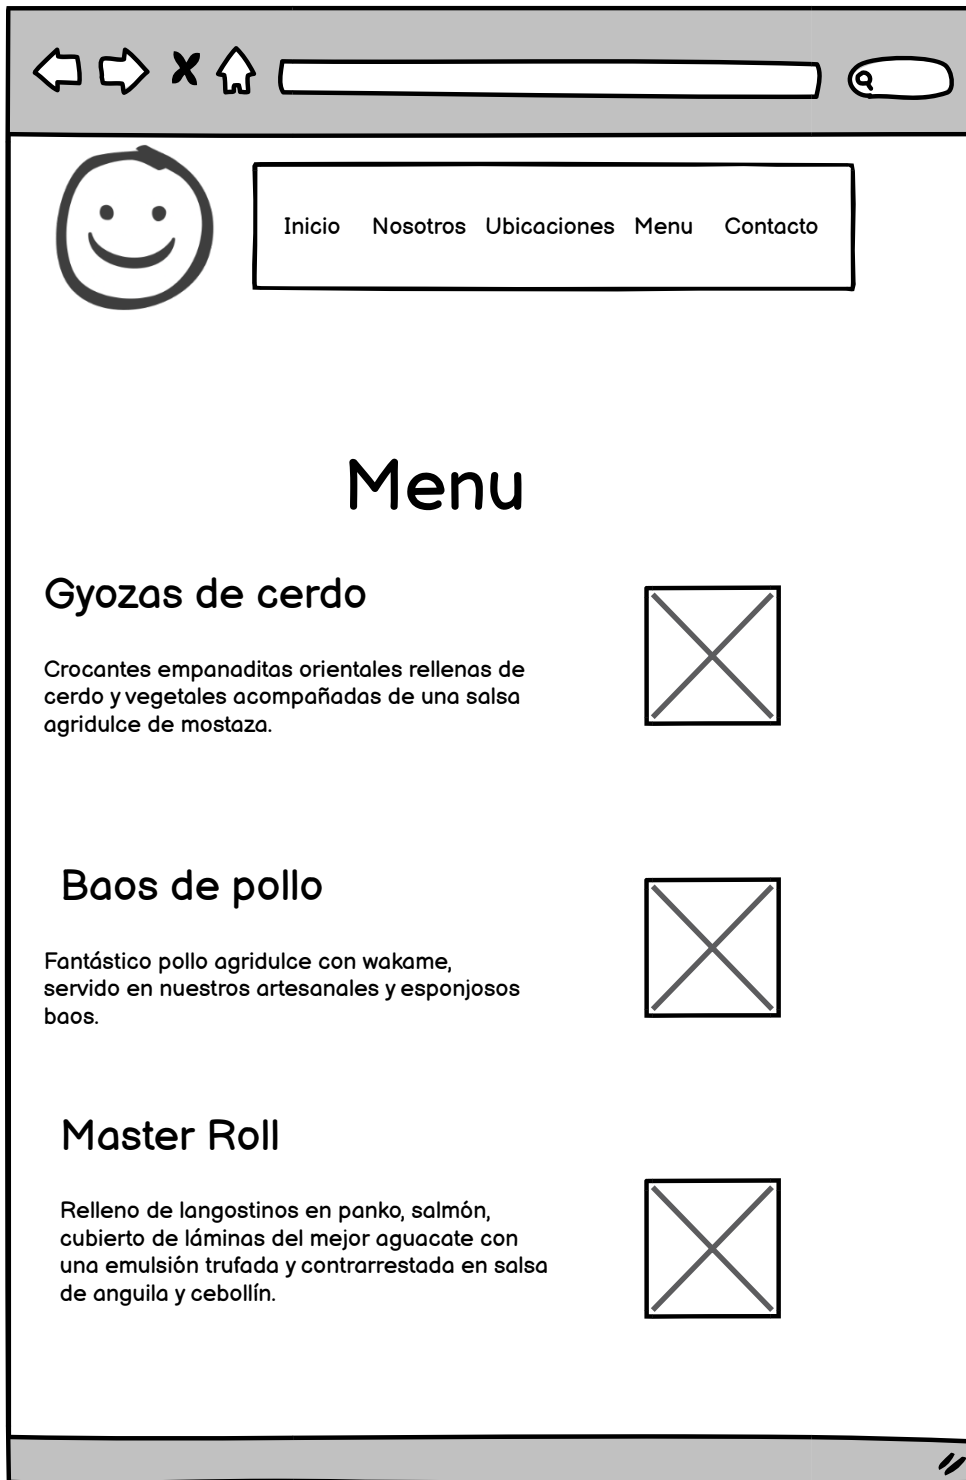 Inicio Nosotros Ubicaciones Menu Contacto
Menu
Gyozas de cerdo
Crocantes empanaditas orientales rellenas de
cerdo y vegetales acompañadas de una salsa
agridulce de mostaza.
Baos de pollo
Fantástico pollo agridulce con wakame,
servido en nuestros artesanales y esponjosos
baos.
Master Roll
Relleno de langostinos en panko, salmón,
cubierto de láminas del mejor aguacate con
una emulsión trufada y contrarrestada en salsa
de anguila y cebollín.